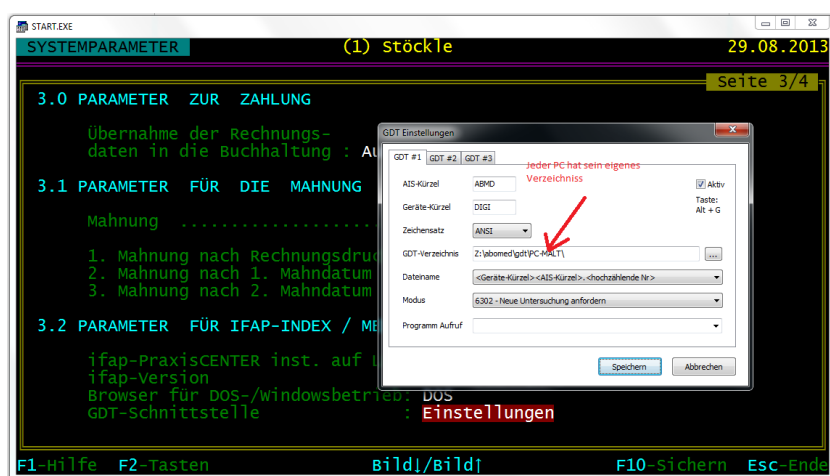 START.EXE
SYSTEMPARAMETER (1) Stöckle 29.08.2013
Seite 3/4
3.0 PARAMETER ZUR ZAHLUNG
Übernahme der Rechnungs-
daten in die Buchhaltung : Au
3.1 PARAMETER FÜR DIE MAHNUNG
Mahnung ....................
1. Mahnung nach Rechnungsdruc
2. Mahnung nach 1. Mahndatum
3. Mahnung nach 2. Mahndatum
3.2 PARAMETER FÜR IFAP-INDEX / ME
ifap-PraxisCENTER inst. auf L
ifap-Version
Browser für DOS-/Windowsbetrieb: DOS
GDT-Schnittstelle : Einstellungen
F1-Hilfe F2-Tasten Bild↓/Bild↑ F10-Sichern Esc-Ende
GDT Einstellungen
GDT #1 GDT #2 GDT #3
Jeder PC hat sein eigenes
Verzeichniss
AIS-Kürzel ABMD Aktiv
Geräte-Kürzel DIGI Taste:
Alt + G
Zeichensatz ANSI
GDT-Verzeichnis Z:\abomed\gdt\PC-MALT\ ...
Dateiname <Geräte-Kürzel><AIS-Kürzel>.<hochzählende Nr>
Modus 6302 - Neue Untersuchung anfordern
Programm Aufruf
Speichern Abbrechen